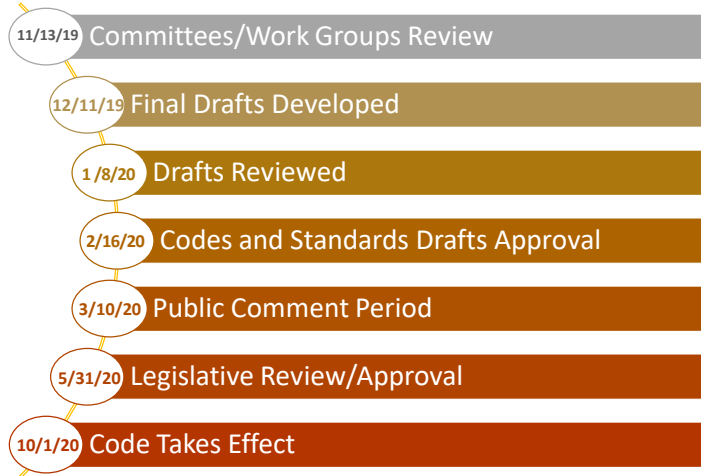 11/13/19 Committees/Work Groups Review
12/11/19 Final Drafts Developed
1 /8/20 Drafts Reviewed
2/16/20 Codes and Standards Drafts Approval
3/10/20 Public Comment Period
5/31/20 Legislative Review/Approval
10/1/20 Code Takes Effect